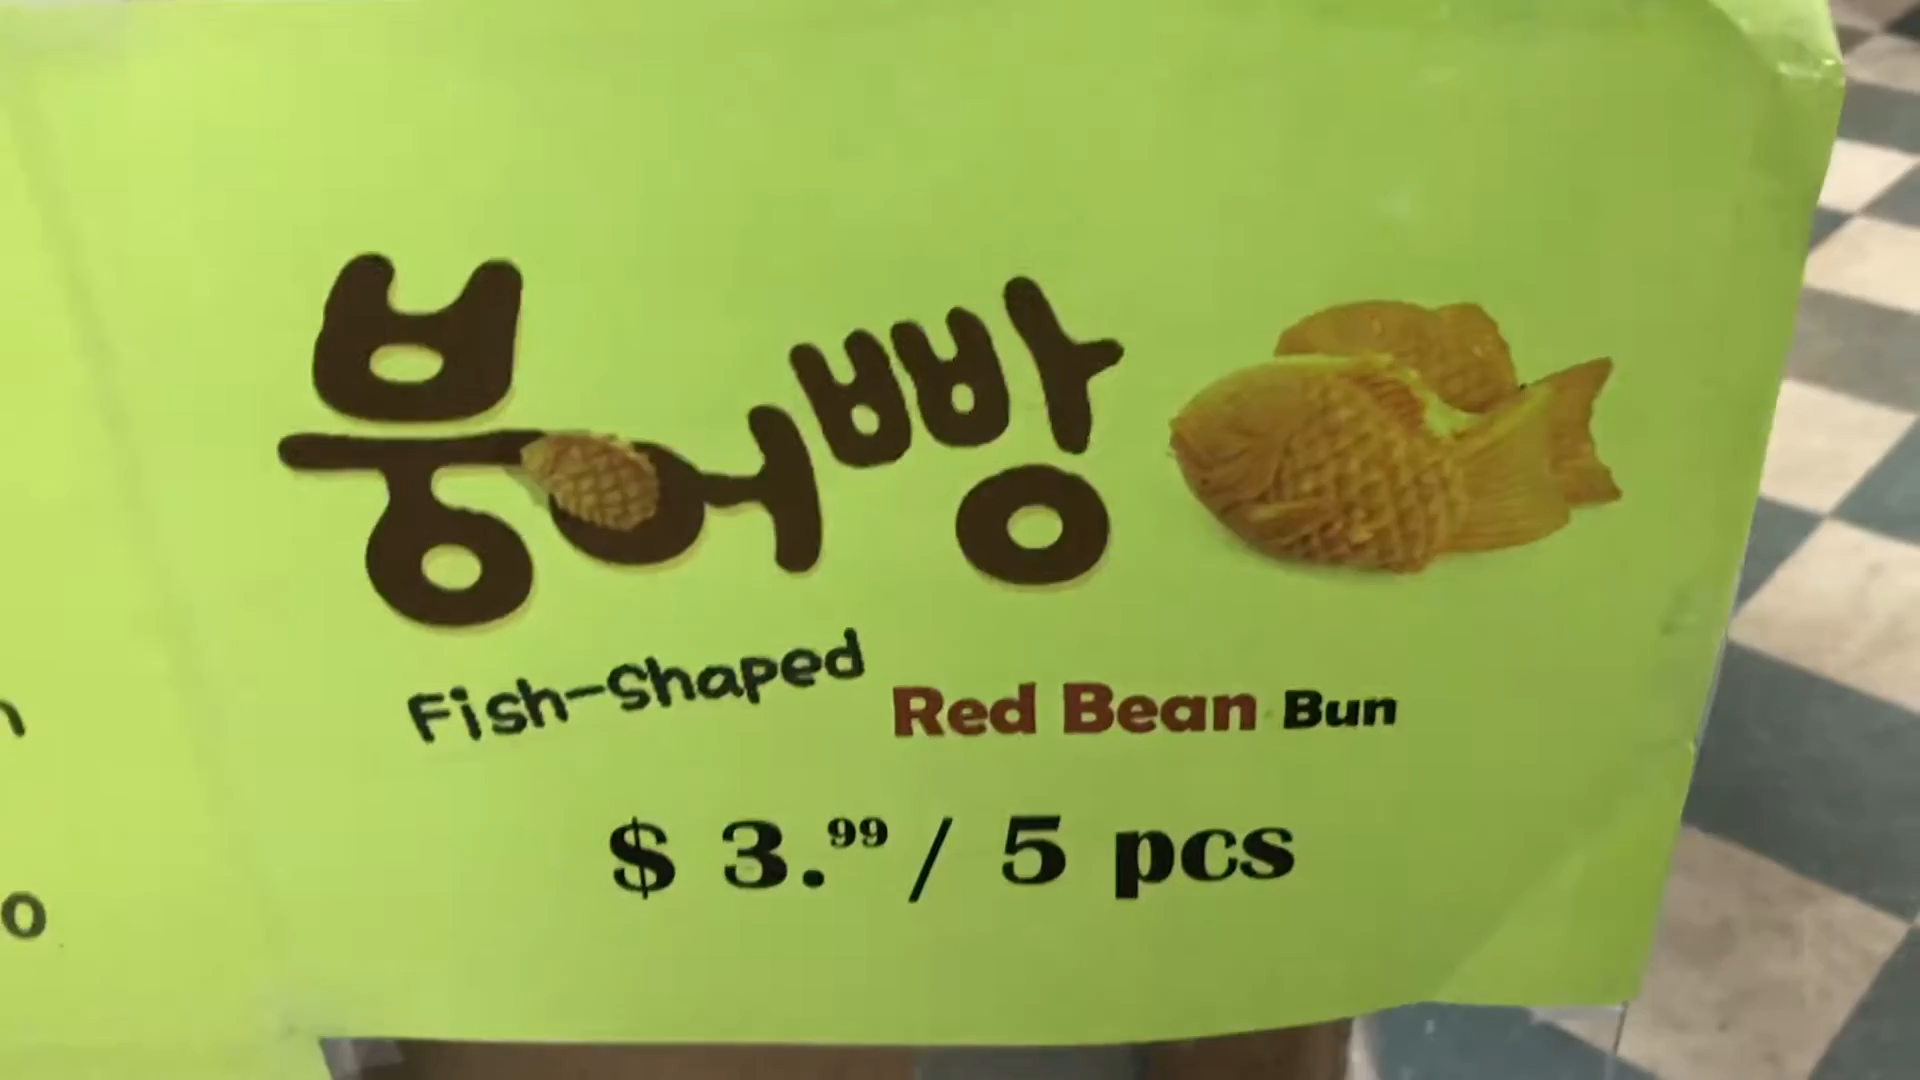 붕어빵
Fish-Shaped Red Bean Bun
$ 3.99 / 5 pcs